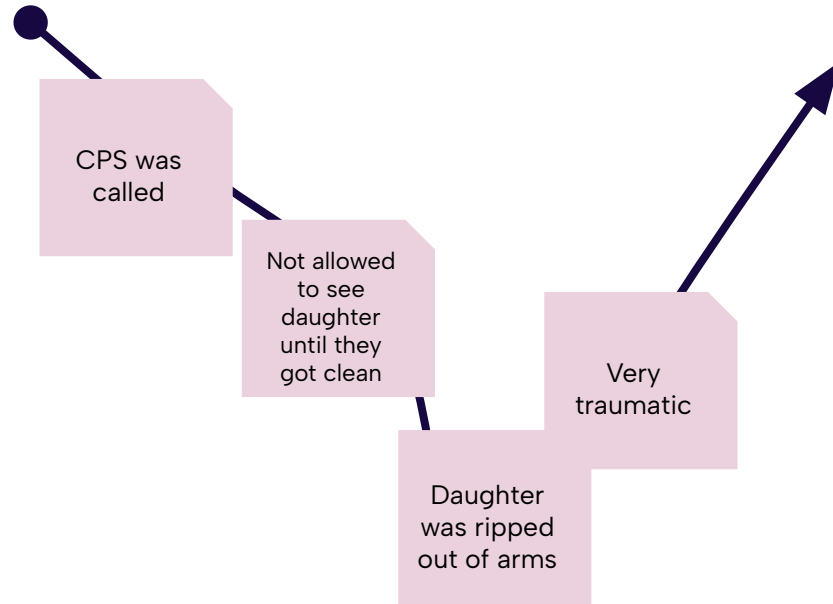 CPS was
called
Not allowed
to see
daughter
until they
got clean
Very
traumatic
Daughter
was ripped
out of arms